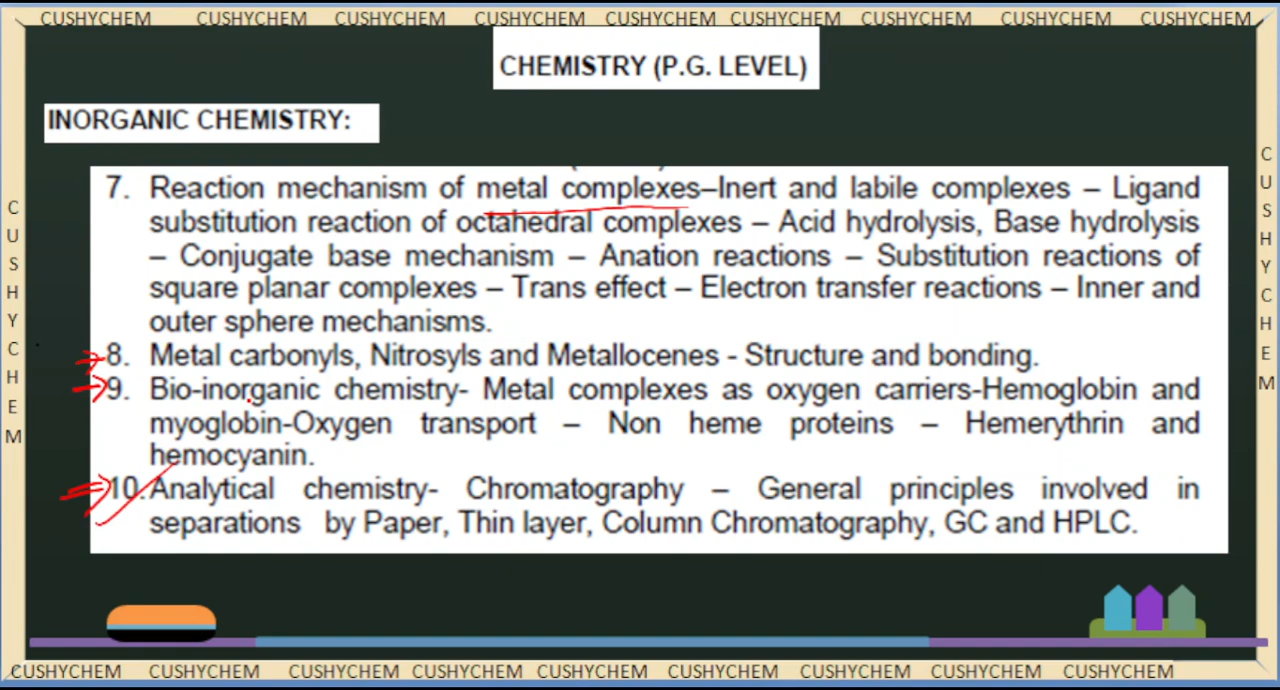 CUSHYCHEM CUSHYCHEM CUSHYCHEM CUSHYCHEM CUSHYCHEM CUSHYCHEM CUSHYCHEM CUSHYCHEM CUSHYCHEM
CHEMISTRY (P.G. LEVEL)
INORGANIC CHEMISTRY:
CUSHYCHEM
7. Reaction mechanism of metal complexes–Inert and labile complexes – Ligand
substitution reaction of octahedral complexes – Acid hydrolysis, Base hydrolysis
– Conjugate base mechanism – Anation reactions – Substitution reactions of
square planar complexes – Trans effect – Electron transfer reactions – Inner and
outer sphere mechanisms.
8. Metal carbonyls, Nitrosyls and Metallocenes - Structure and bonding.
9. Bio-inorganic chemistry- Metal complexes as oxygen carriers-Hemoglobin and
myoglobin-Oxygen transport – Non heme proteins – Hemerythrin and
hemocyanin.
10. Analytical chemistry- Chromatography – General principles involved in
separations by Paper, Thin layer, Column Chromatography, GC and HPLC.
CUSHYCHEM
CUSHYCHEM CUSHYCHEM CUSHYCHEM CUSHYCHEM CUSHYCHEM CUSHYCHEM CUSHYCHEM CUSHYCHEM CUSHYCHEM